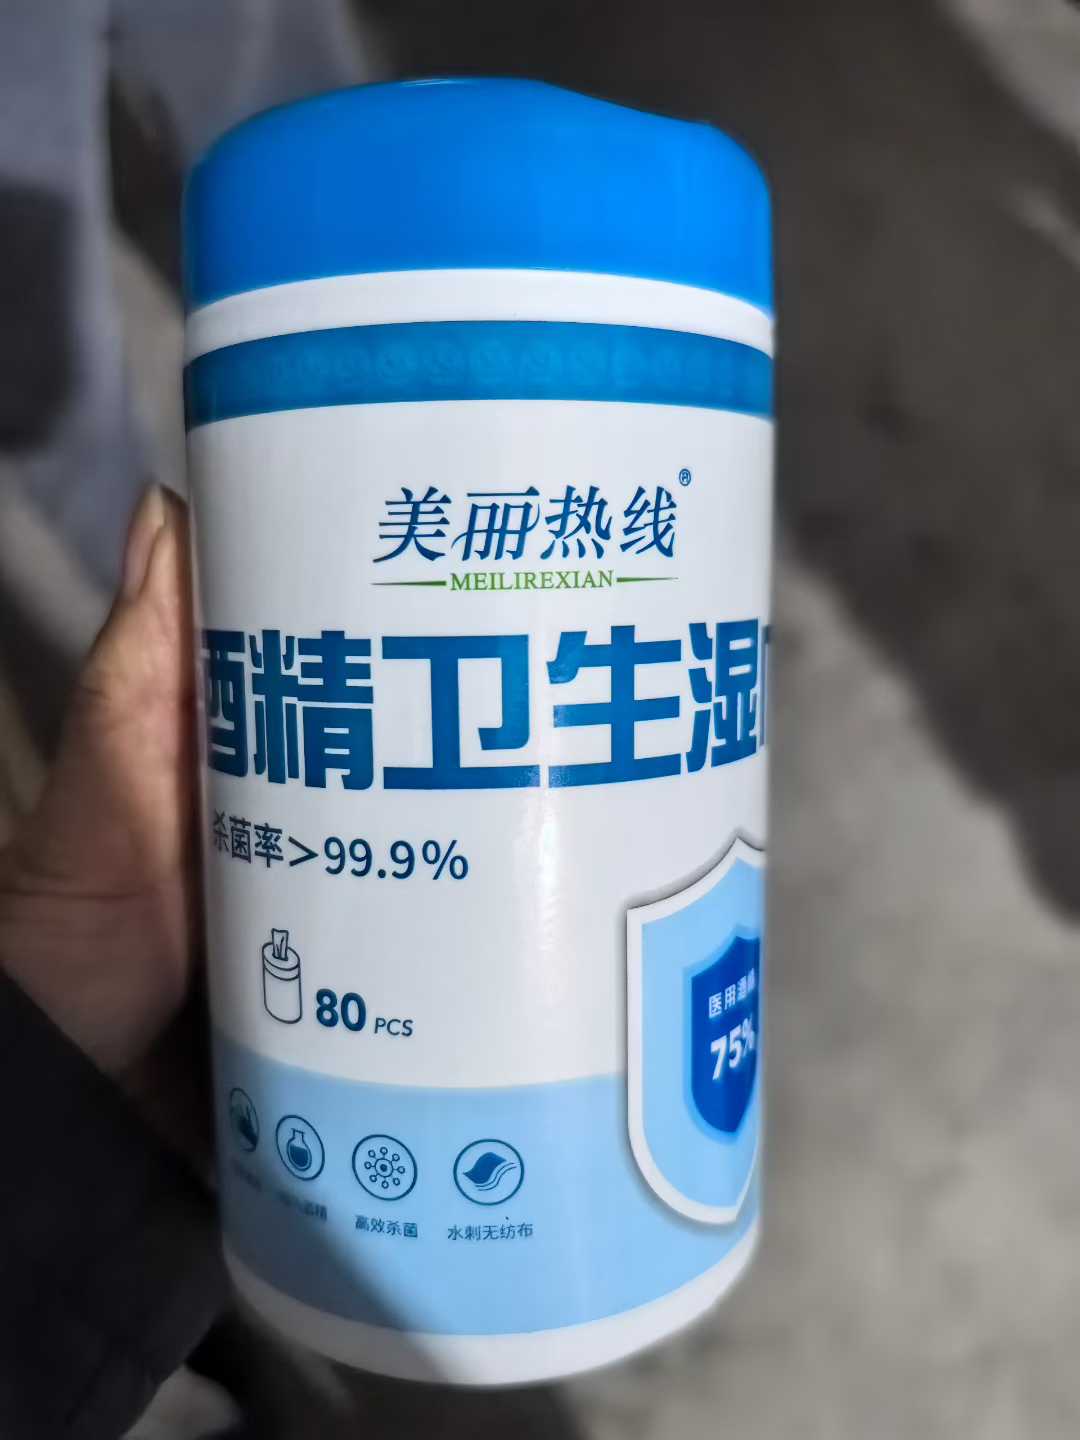 美丽热线®
MEILIREXIAN
酒精卫生湿
杀菌率>99.9%
医用酒精
75%
80 PCS
高效杀菌
水刺无纺布